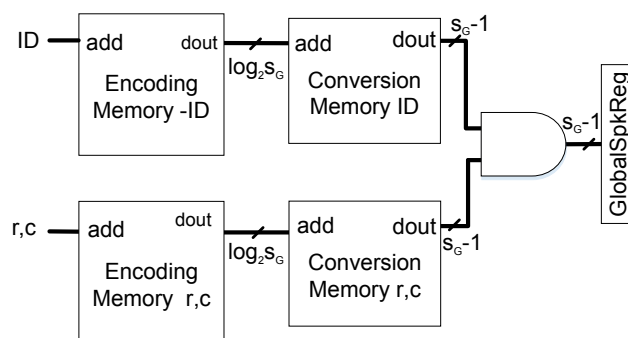 ID
add
dout
Encoding
Memory -ID
log₂s_G
add
dout
Conversion
Memory ID
s_G-1
s_G-1
GlobalSpkReg
r,c
add
dout
Encoding
Memory r,c
log₂s_G
add
dout
Conversion
Memory r,c
s_G-1